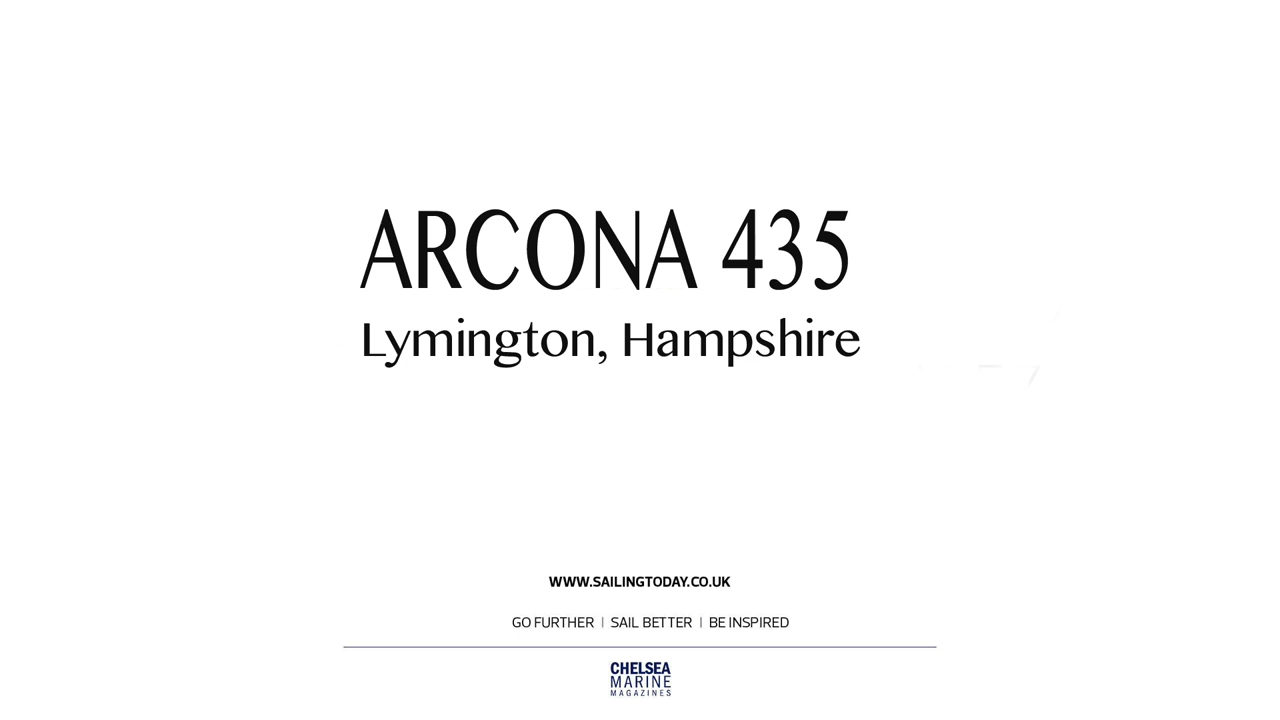 ARCONA 435
Lymington, Hampshire
WWW.SAILINGTODAY.CO.UK
GO FURTHER | SAIL BETTER | BE INSPIRED
CHELSEA
MARINE
MAGAZINES